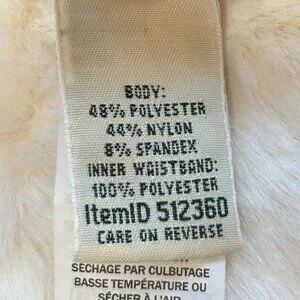 BODY:
48% POLYESTER
44% NYLON
8% SPANDEX
INNER WAISTBAND:
100% POLYESTER
ItemID 512360
CARE ON REVERSE
SÉCHAGE PAR CULBUTAGE
BASSE TEMPÉRATURE OU
SÉCHER À L'AIR